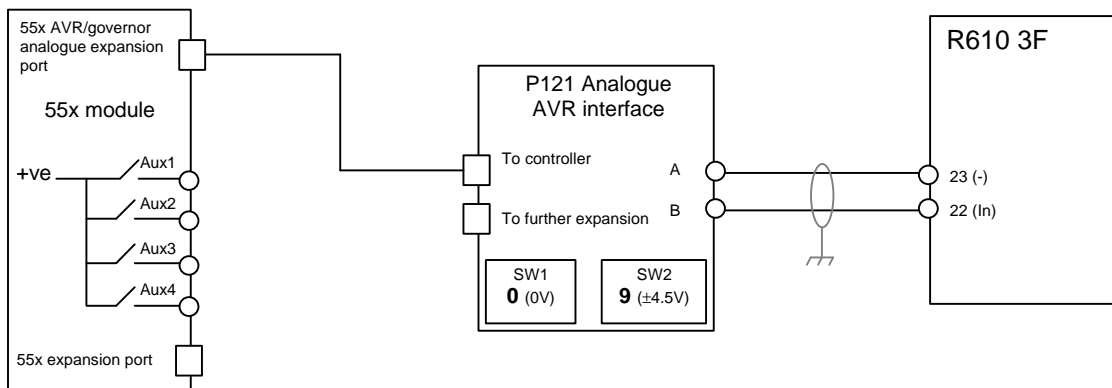 55x AVR/governor
analogue expansion
port
55x module
+ve
Aux1
Aux2
Aux3
Aux4
55x expansion port
P121 Analogue
AVR interface
To controller
A
To further expansion
B
SW1
0 (0V)
SW2
9 (±4.5V)
R610 3F
23 (-)
22 (In)